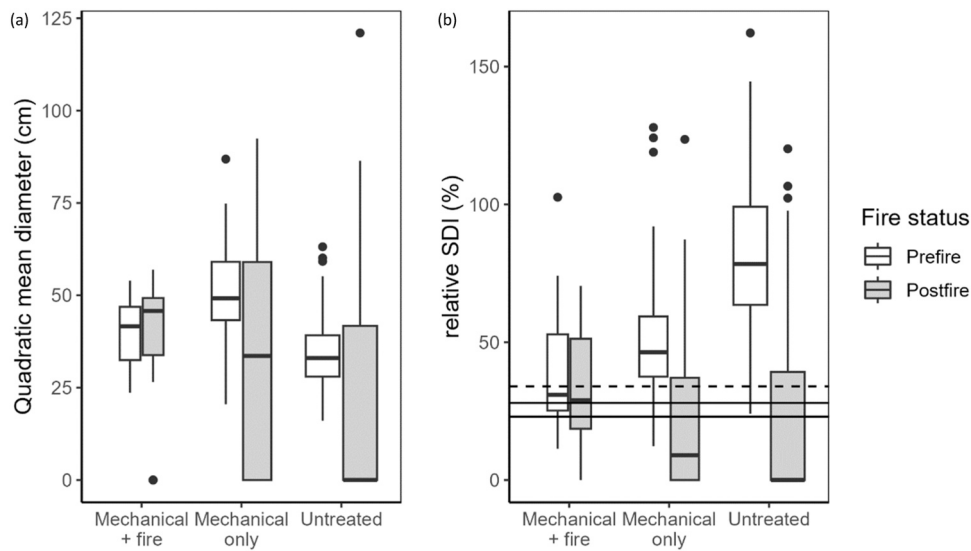 (a)
Quadratic mean diameter (cm)
125
100
75
50
25
0
Mechanical
+ fire
Mechanical
only
Untreated
(b)
relative SDI (%)
150
100
50
0
Mechanical
+ fire
Mechanical
only
Untreated
Fire status
Prefire
Postfire